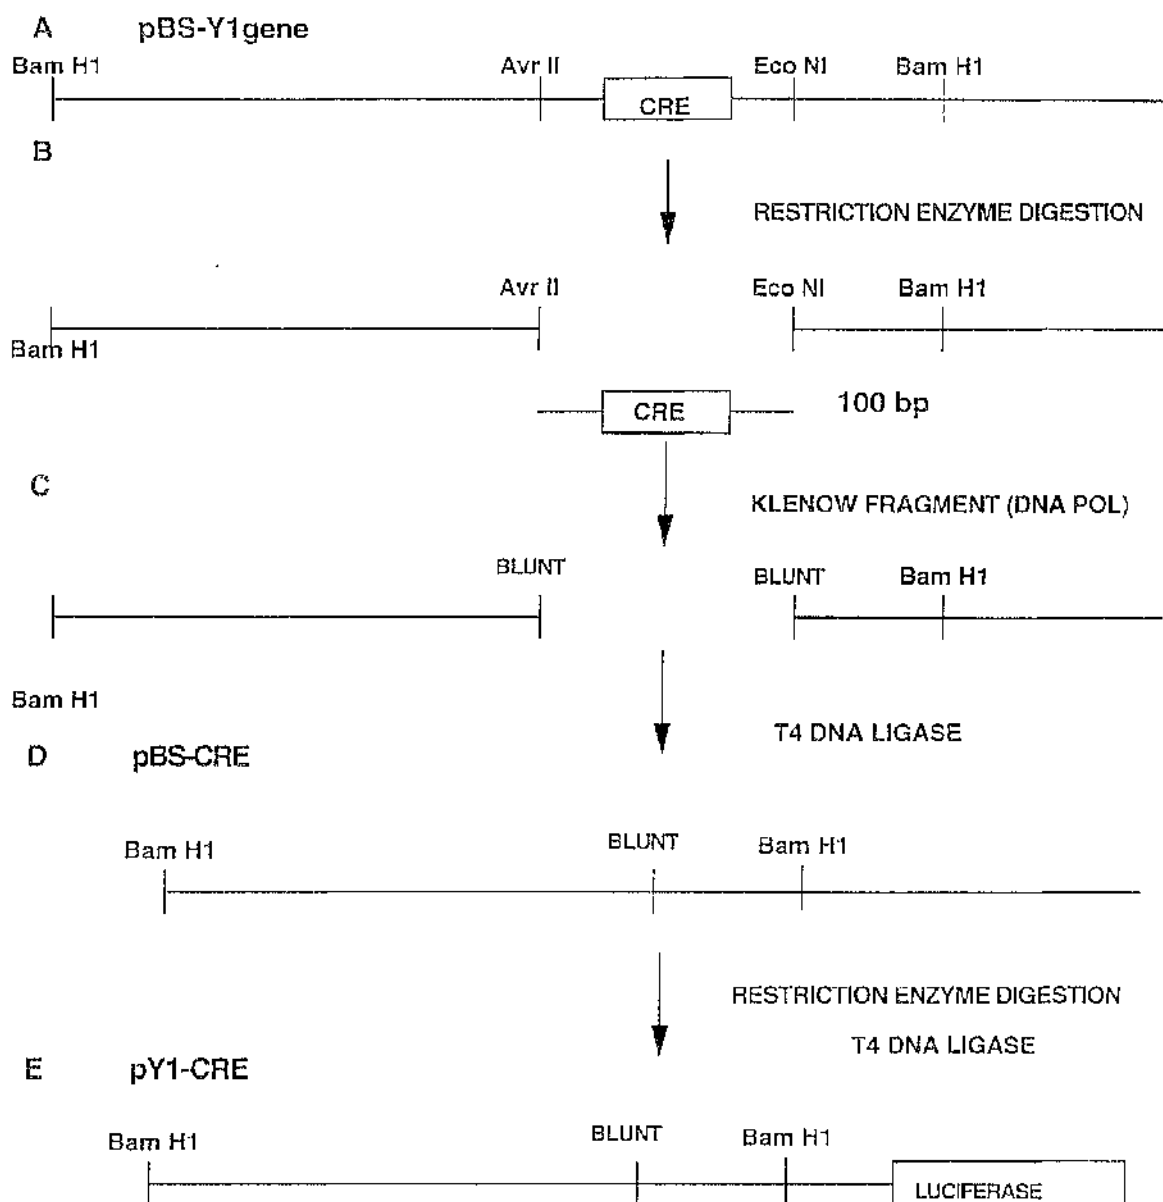 A pBS-Y1gene
Bam H1 Avr II Eco NI Bam H1
CRE
B
RESTRICTION ENZYME DIGESTION
Avr II Eco NI Bam H1
Bam H1
CRE 100 bp
C
KLENOW FRAGMENT (DNA POL)
BLUNT BLUNT Bam H1
Bam H1
T4 DNA LIGASE
D pBS-CRE
Bam H1 BLUNT Bam H1
RESTRICTION ENZYME DIGESTION
T4 DNA LIGASE
E pY1-CRE
Bam H1 BLUNT Bam H1
LUCIFERASE